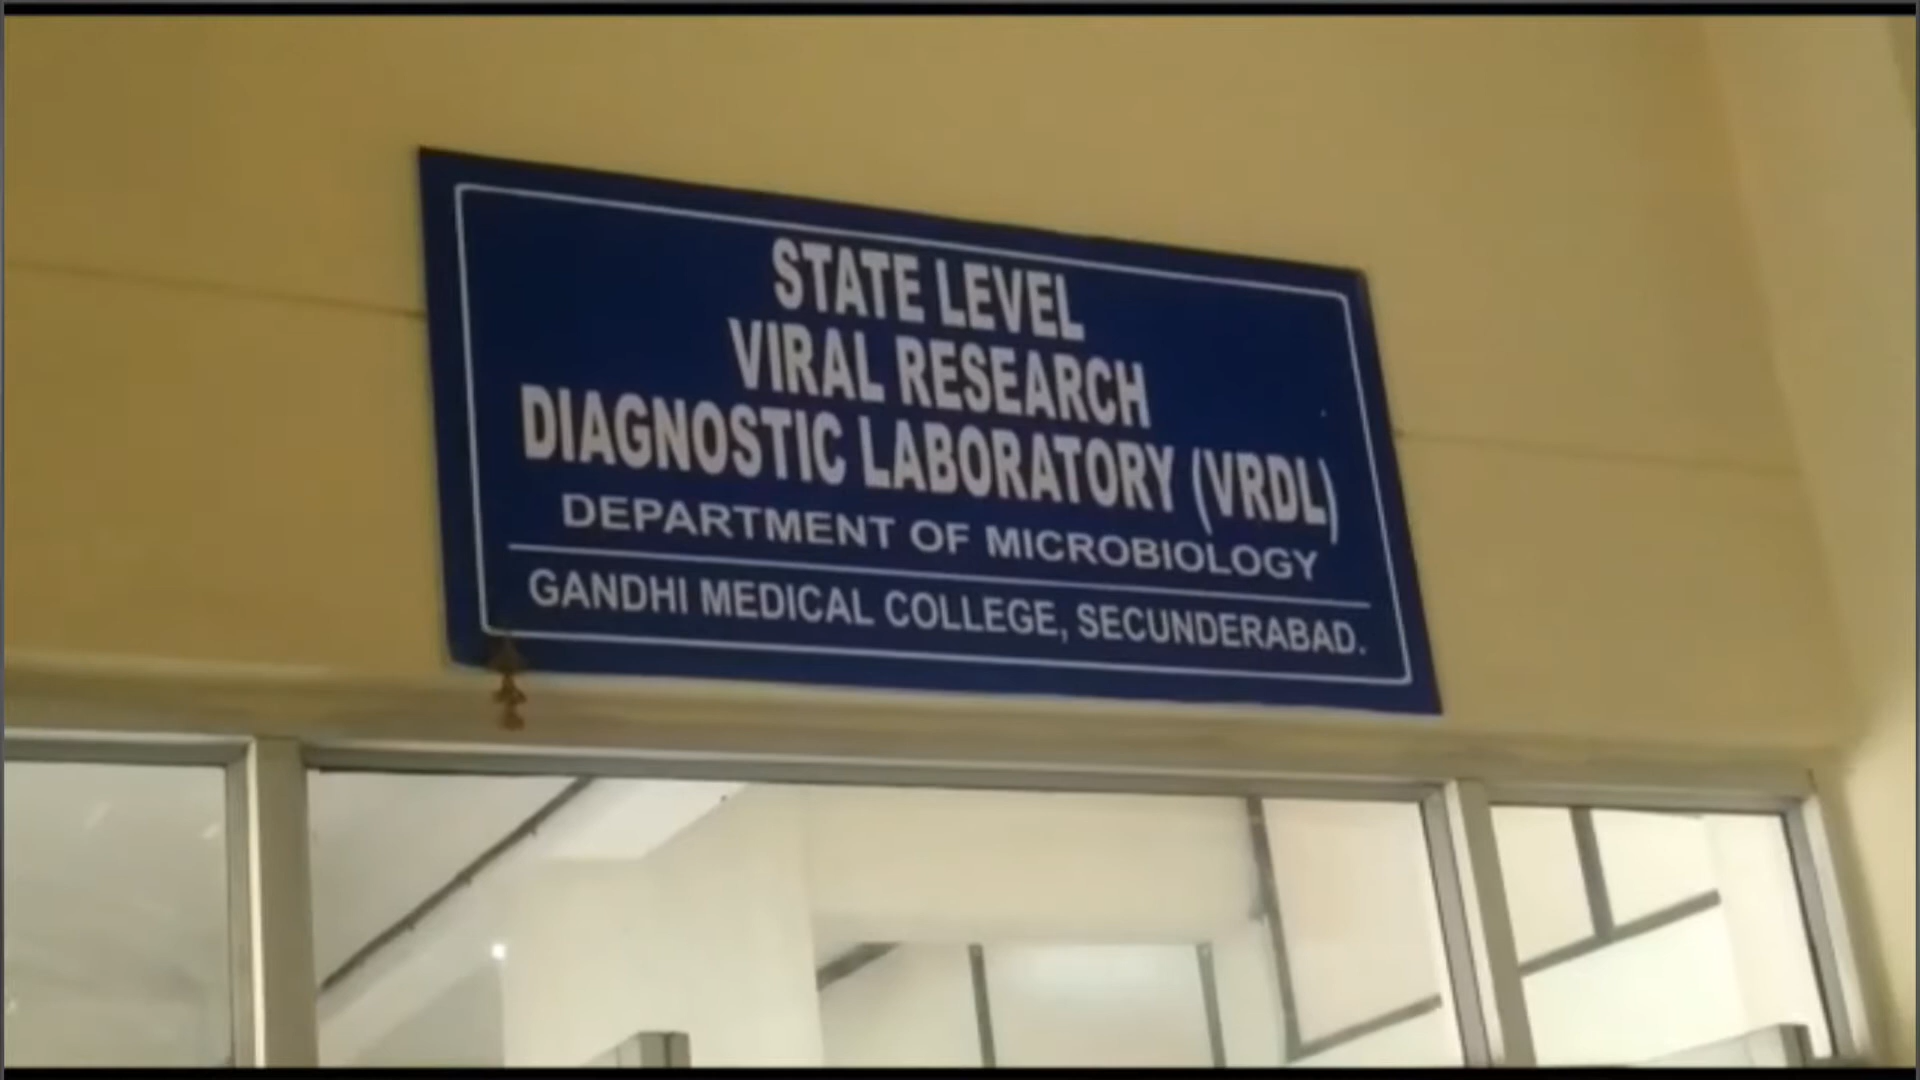 STATE LEVEL
VIRAL RESEARCH
DIAGNOSTIC LABORATORY (VRDL)
DEPARTMENT OF MICROBIOLOGY
GANDHI MEDICAL COLLEGE, SECUNDERABAD.